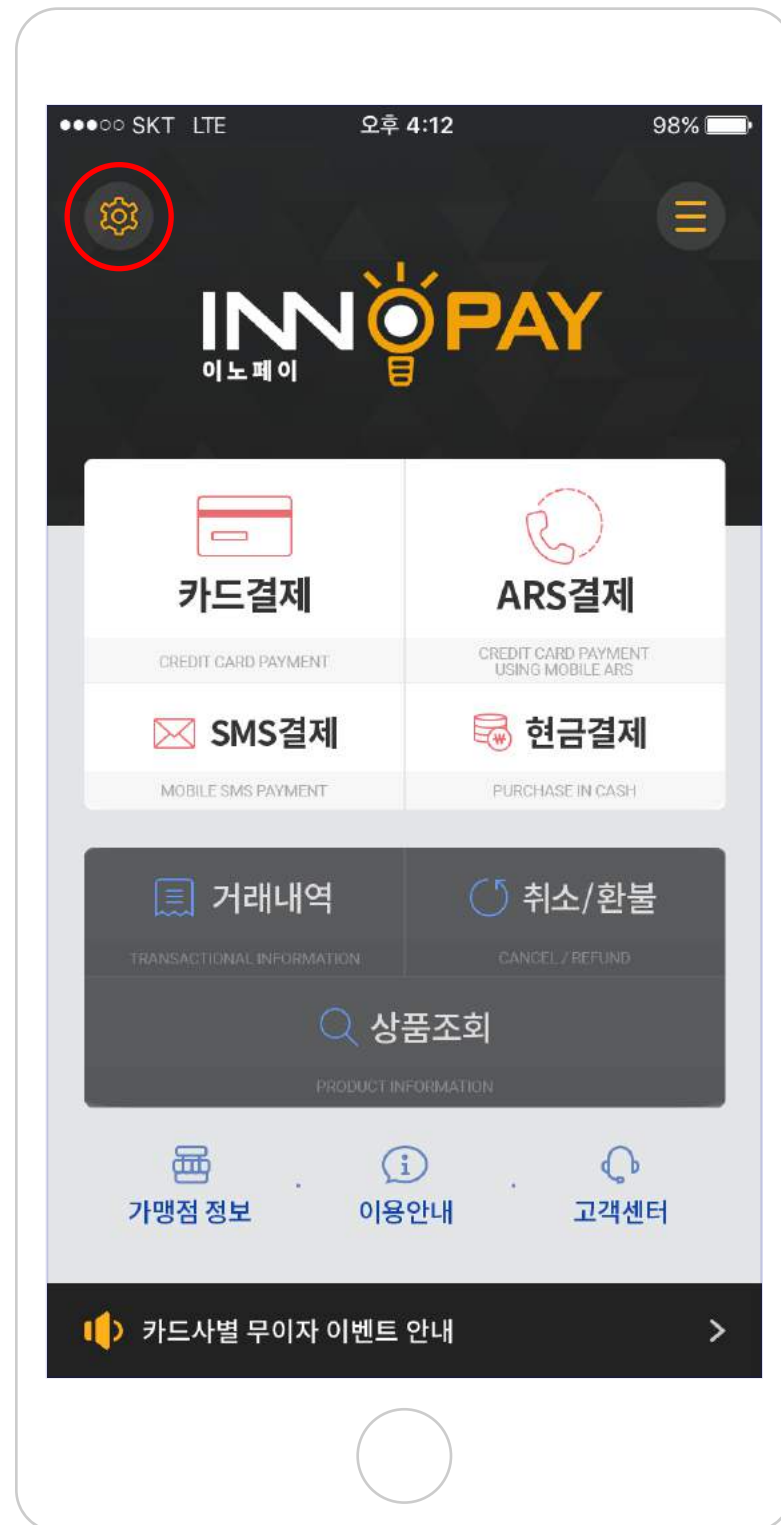 SKT LTE 오후 4:12 98%
INNOPAY
이노페이
카드결제 ARS결제
CREDIT CARD PAYMENT CREDIT CARD PAYMENT
USING MOBILE ARS
SMS결제 현금결제
MOBILE SMS PAYMENT PURCHASE IN CASH
거래내역 취소/환불
TRANSACTIONAL INFORMATION CANCEL / REFUND
상품조회
PRODUCT INFORMATION
가맹점 정보 이용안내 고객센터
카드사별 무이자 이벤트 안내 >